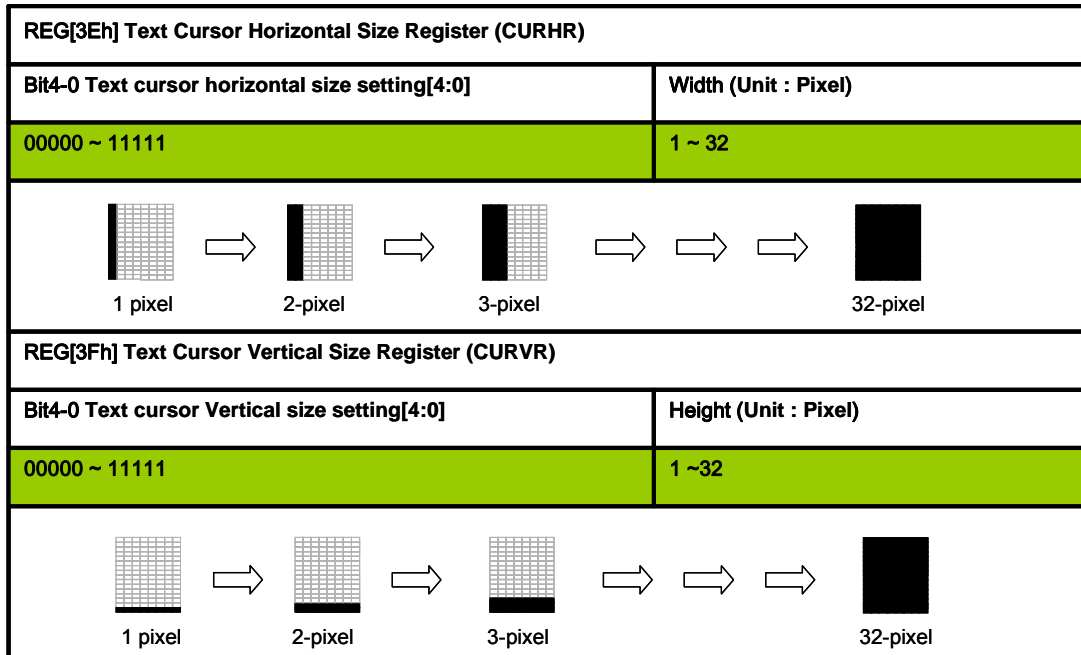 REG[3Eh] Text Cursor Horizontal Size Register (CURHR)
Bit4-0 Text cursor horizontal size setting[4:0] Width (Unit : Pixel)
00000 ~ 11111 1 ~ 32
1 pixel 2-pixel 3-pixel 32-pixel
REG[3Fh] Text Cursor Vertical Size Register (CURVR)
Bit4-0 Text cursor Vertical size setting[4:0] Height (Unit : Pixel)
00000 ~ 11111 1 ~32
1 pixel 2-pixel 3-pixel 32-pixel